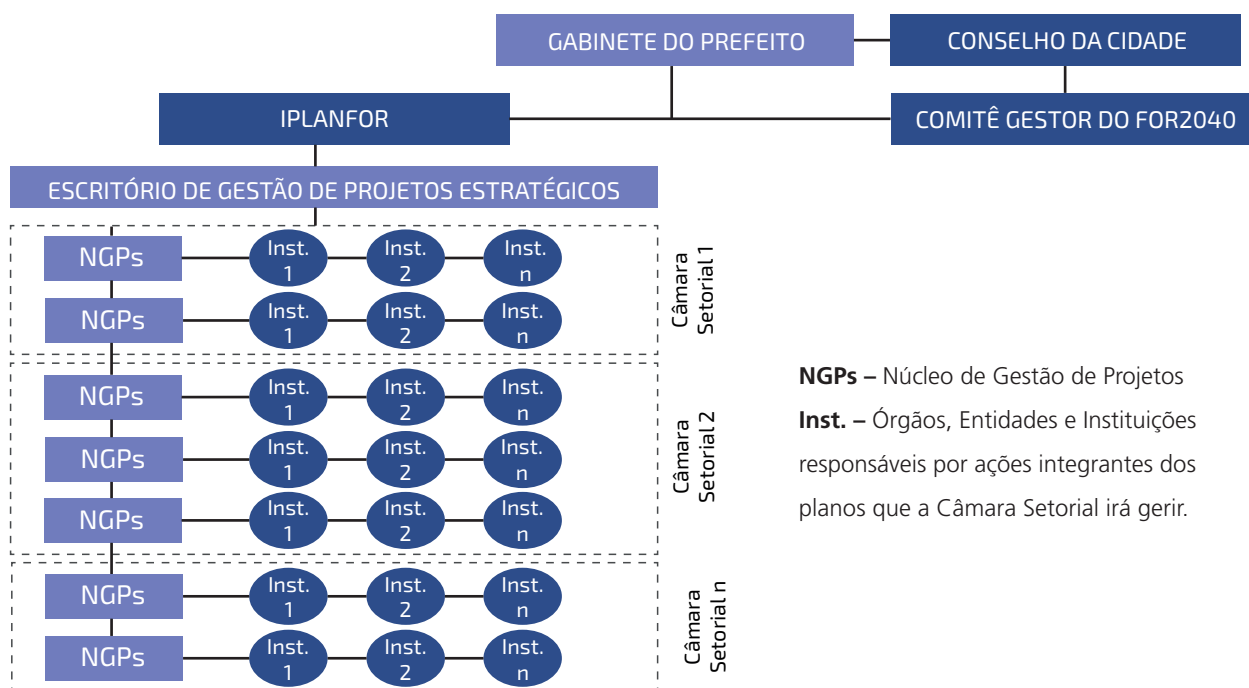 GABINETE DO PREFEITO
CONSELHO DA CIDADE
IPLANFOR
COMITÊ GESTOR DO FOR2040
ESCRITÓRIO DE GESTÃO DE PROJETOS ESTRATÉGICOS
NGPs
Inst.
1
Inst.
2
Inst.
n
NGPs
Inst.
1
Inst.
2
Inst.
n
Câmara
Setorial 1
NGPs
Inst.
1
Inst.
2
Inst.
n
NGPs
Inst.
1
Inst.
2
Inst.
n
NGPs
Inst.
1
Inst.
2
Inst.
n
Câmara
Setorial 2
NGPs
Inst.
1
Inst.
2
Inst.
n
NGPs
Inst.
1
Inst.
2
Inst.
n
Câmara
Setorial n
NGPs – Núcleo de Gestão de Projetos
Inst. – Órgãos, Entidades e Instituições
responsáveis por ações integrantes dos
planos que a Câmara Setorial irá gerir.